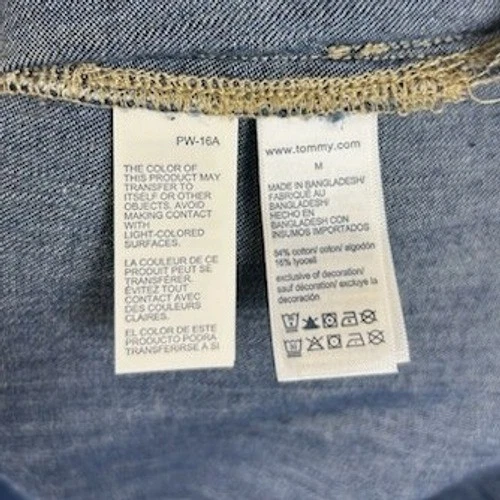 PW-16A
THE COLOR OF
THIS PRODUCT MAY
TRANSFER TO
ITSELF OR OTHER
OBJECTS. AVOID
MAKING CONTACT
WITH
LIGHT-COLORED
SURFACES.
LA COULEUR DE CE
PRODUIT PEUT SE
TRANSFÉRER.
ÉVITEZ TOUT
CONTACT AVEC
DES COULEURS
CLAIRES.
EL COLOR DE ESTE
PRODUCTO PODRA
TRANSFERIRSE A SI
www.tommy.com
M
MADE IN BANGLADESH/
FABRIQUÉ AU
BANGLADESH/
HECHO EN
BANGLADESH CON
INSUMOS IMPORTADOS
cotton/ coton/ algodón
lyocell
exclusive of decoration/
sauf décoration/ excluye la
decoración